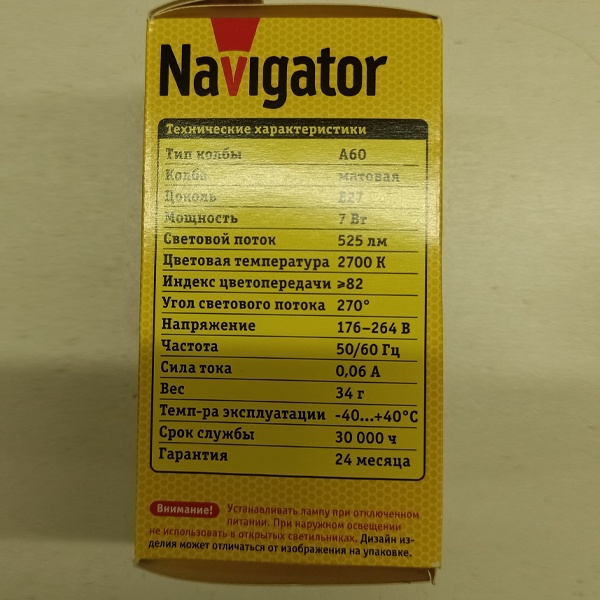 Navigator
Технические характеристики
Тип колбы A60
Колба матовая
Цоколь E27
Мощность 7 Вт
Световой поток 525 лм
Цветовая температура 2700 К
Индекс цветопередачи ⩾82
Угол светового потока 270°
Напряжение 176–264 В
Частота 50/60 Гц
Сила тока 0,06 А
Вес 34 г
Темп-ра эксплуатации -40...+40°С
Срок службы 30 000 ч
Гарантия 24 месяца
Внимание! Устанавливать лампу при отключенном
питании. При наружном освещении
не использовать в открытых светильниках. Дизайн из-
делия может отличаться от изображения на упаковке.